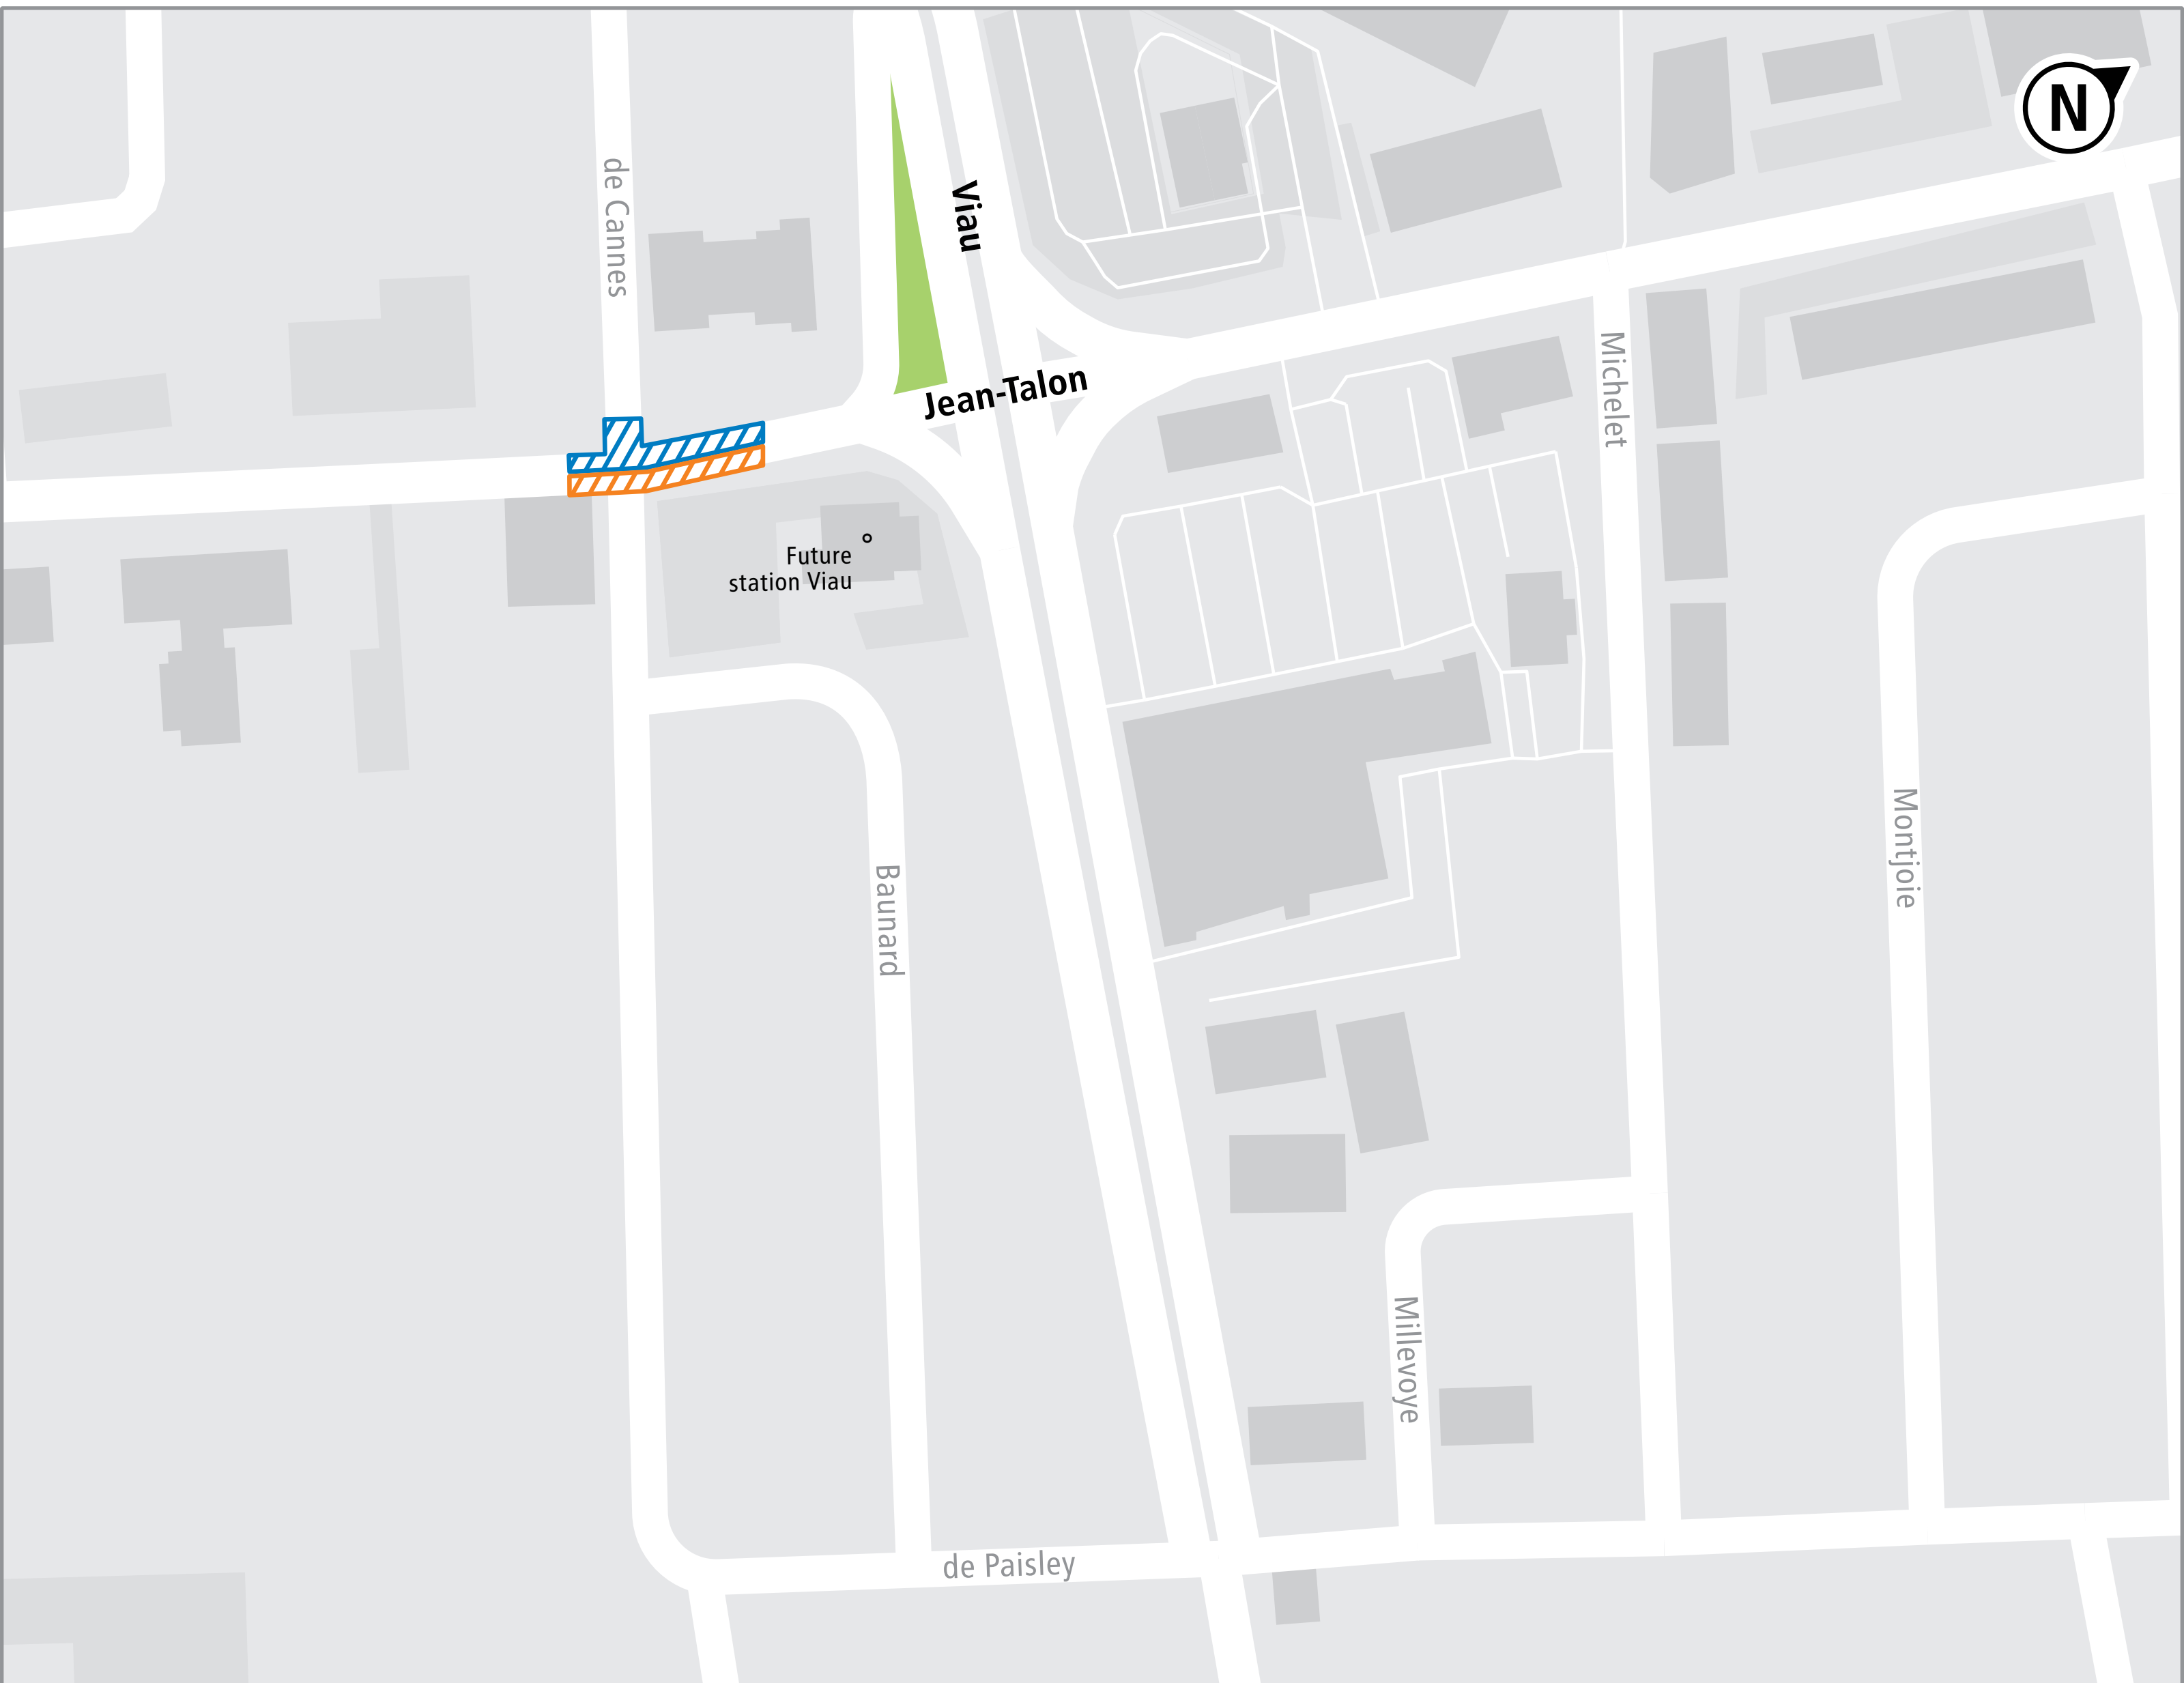 N
de Cannes
Viau
Michelet
Jean-Talon
Future
station Viau
Montjoie
Baunard
Millevoye
de Paisley